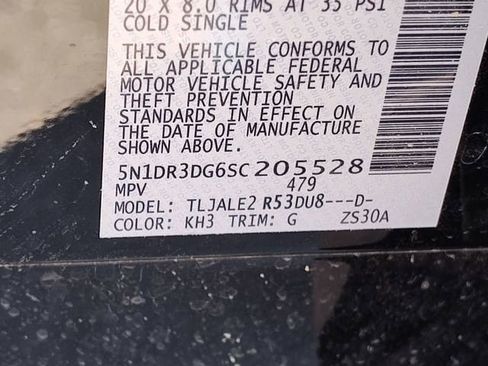 20 X 8.0 RIMS AT 35 PSI
COLD SINGLE
THIS VEHICLE CONFORMS TO
ALL APPLICABLE FEDERAL
MOTOR VEHICLE SAFETY AND
THEFT PREVENTION
STANDARDS IN EFFECT ON
THE DATE OF MANUFACTURE
SHOWN ABOVE.
5N1DR3DG6SC205528
MPV 479
MODEL: TLJALE2 R53DU8---D-
COLOR: KH3 TRIM: G ZS30A